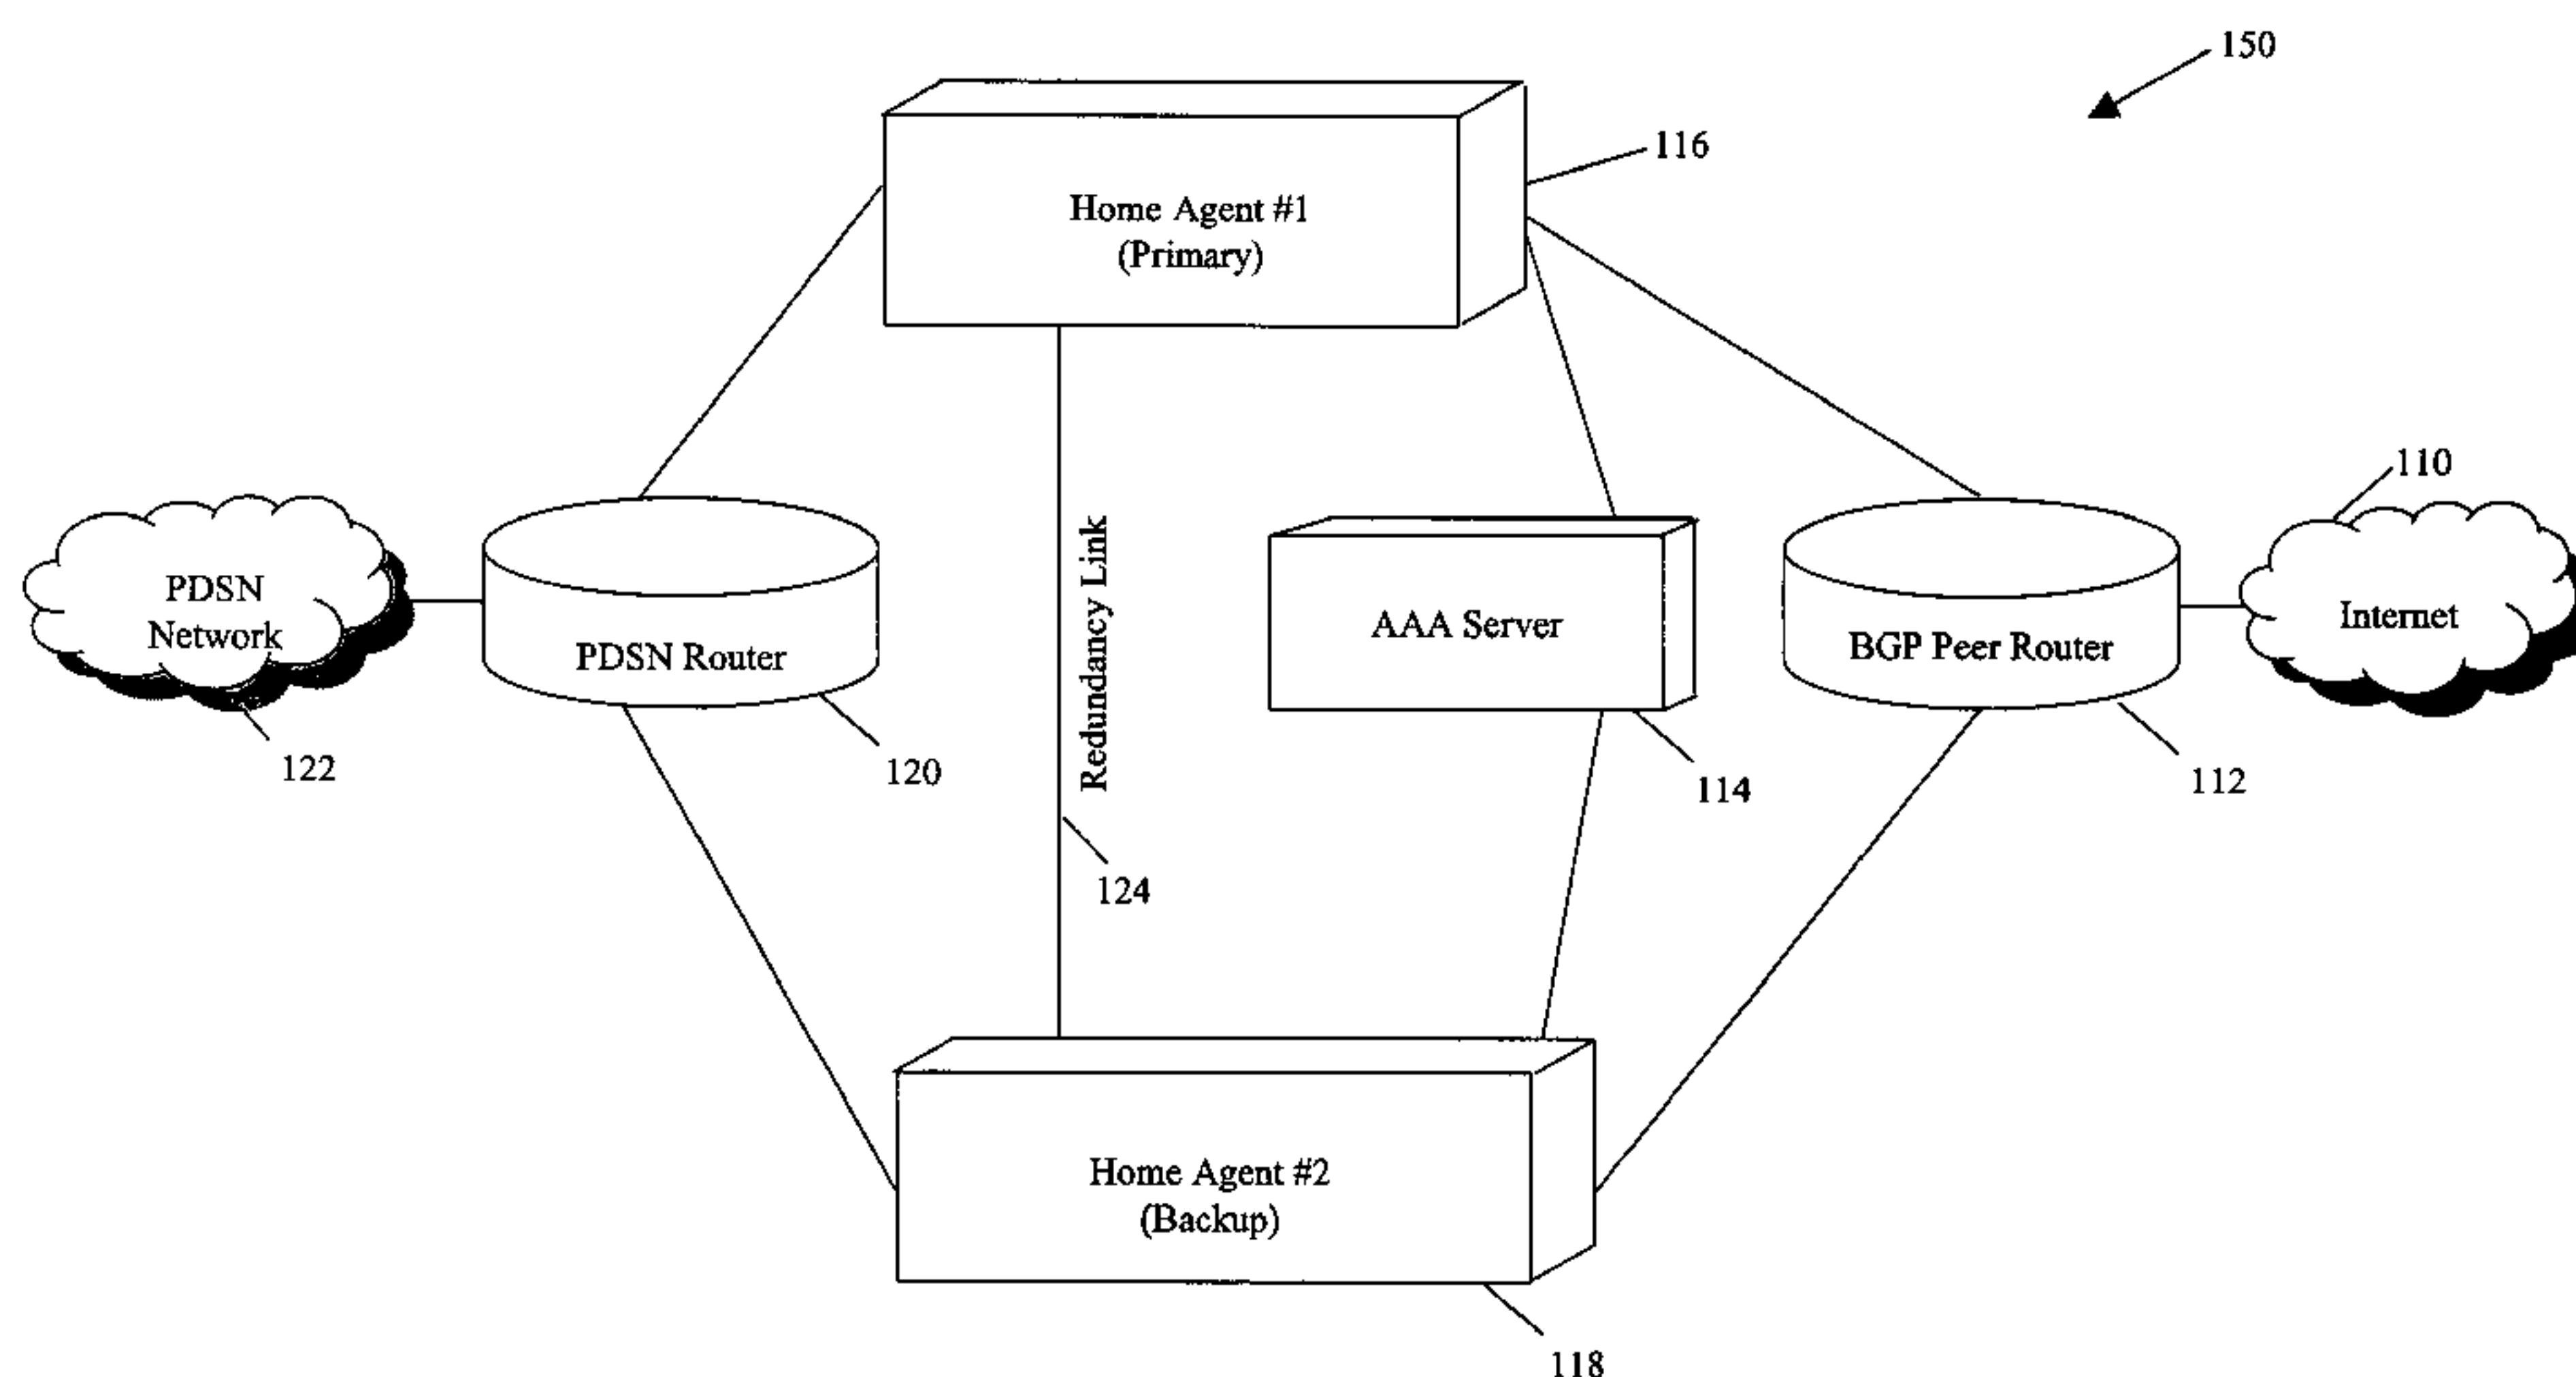 150
116
Home Agent #1
(Primary)
110
PDSN
Network
PDSN Router
Redundancy Link
AAA Server
BGP Peer Router
Internet
122
120
114
112
124
Home Agent #2
(Backup)
118